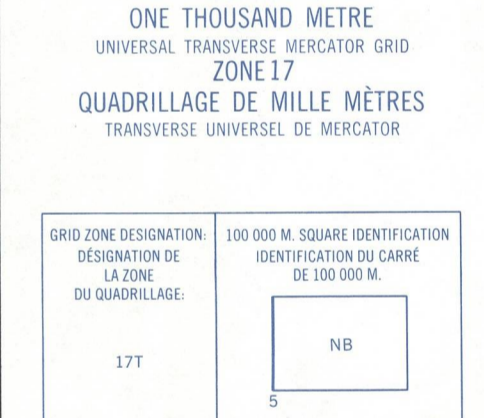 ONE THOUSAND METRE
UNIVERSAL TRANSVERSE MERCATOR GRID
ZONE 17
QUADRILLAGE DE MILLE MÈTRES
TRANSVERSE UNIVERSEL DE MERCATOR
GRID ZONE DESIGNATION:
DÉSIGNATION DE
LA ZONE
DU QUADRILLAGE:
17T
100 000 M. SQUARE IDENTIFICATION
IDENTIFICATION DU CARRÉ
DE 100 000 M.
NB
5